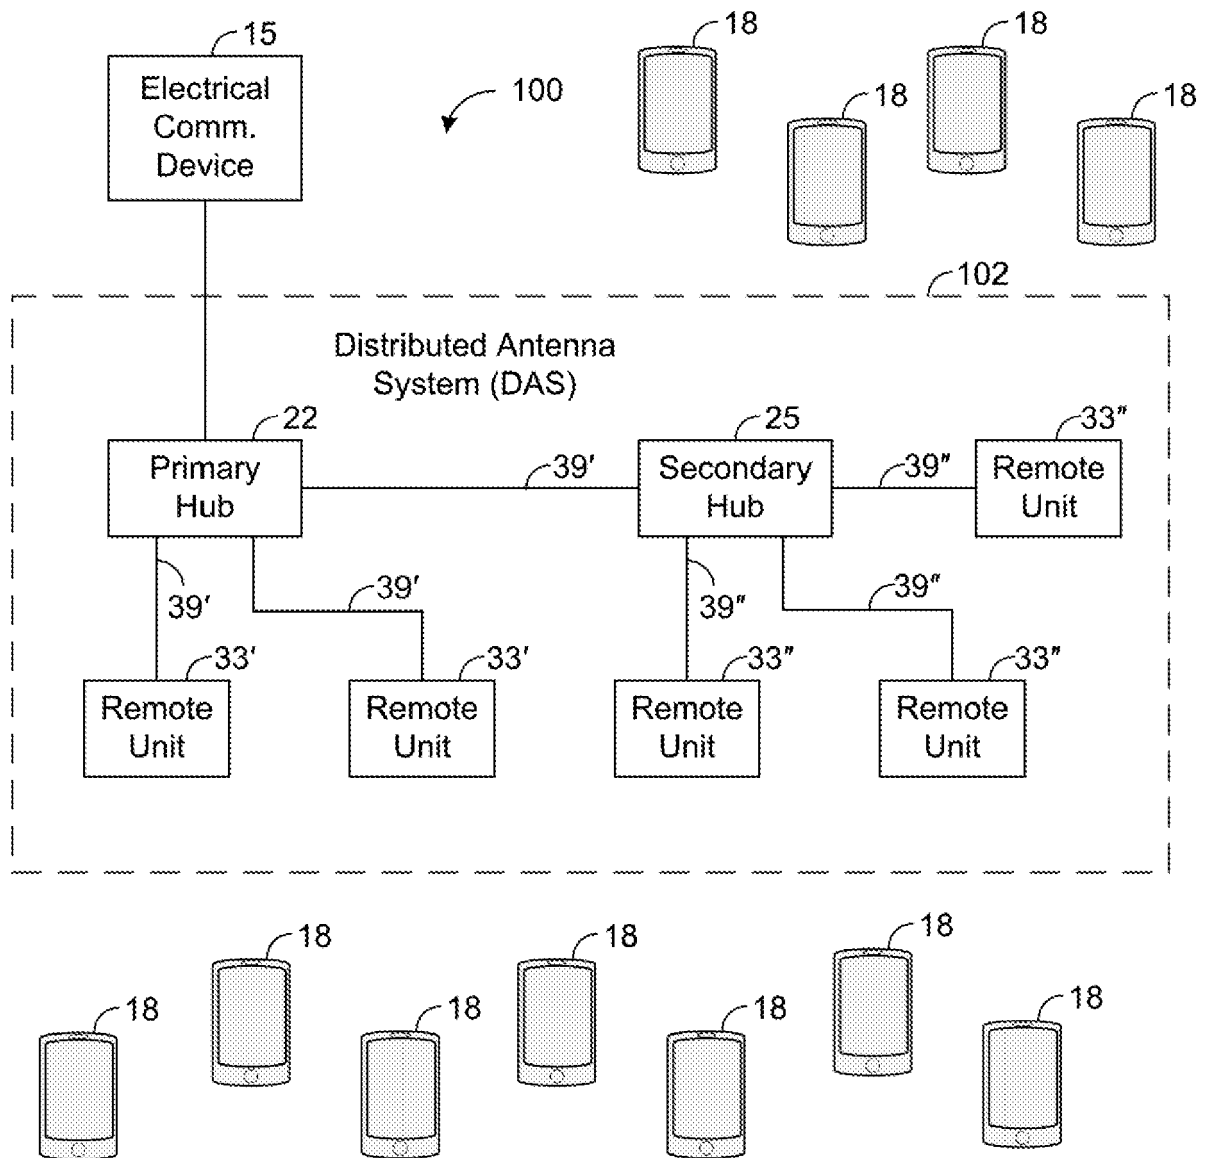 15
Electrical
Comm.
Device
100
18
18
18
18
102
Distributed Antenna
System (DAS)
22
Primary
Hub
39′
25
Secondary
Hub
39″
33″
Remote
Unit
39′
39′
39″
39″
33′
Remote
Unit
33′
Remote
Unit
33″
Remote
Unit
33″
Remote
Unit
18
18
18
18
18
18
18